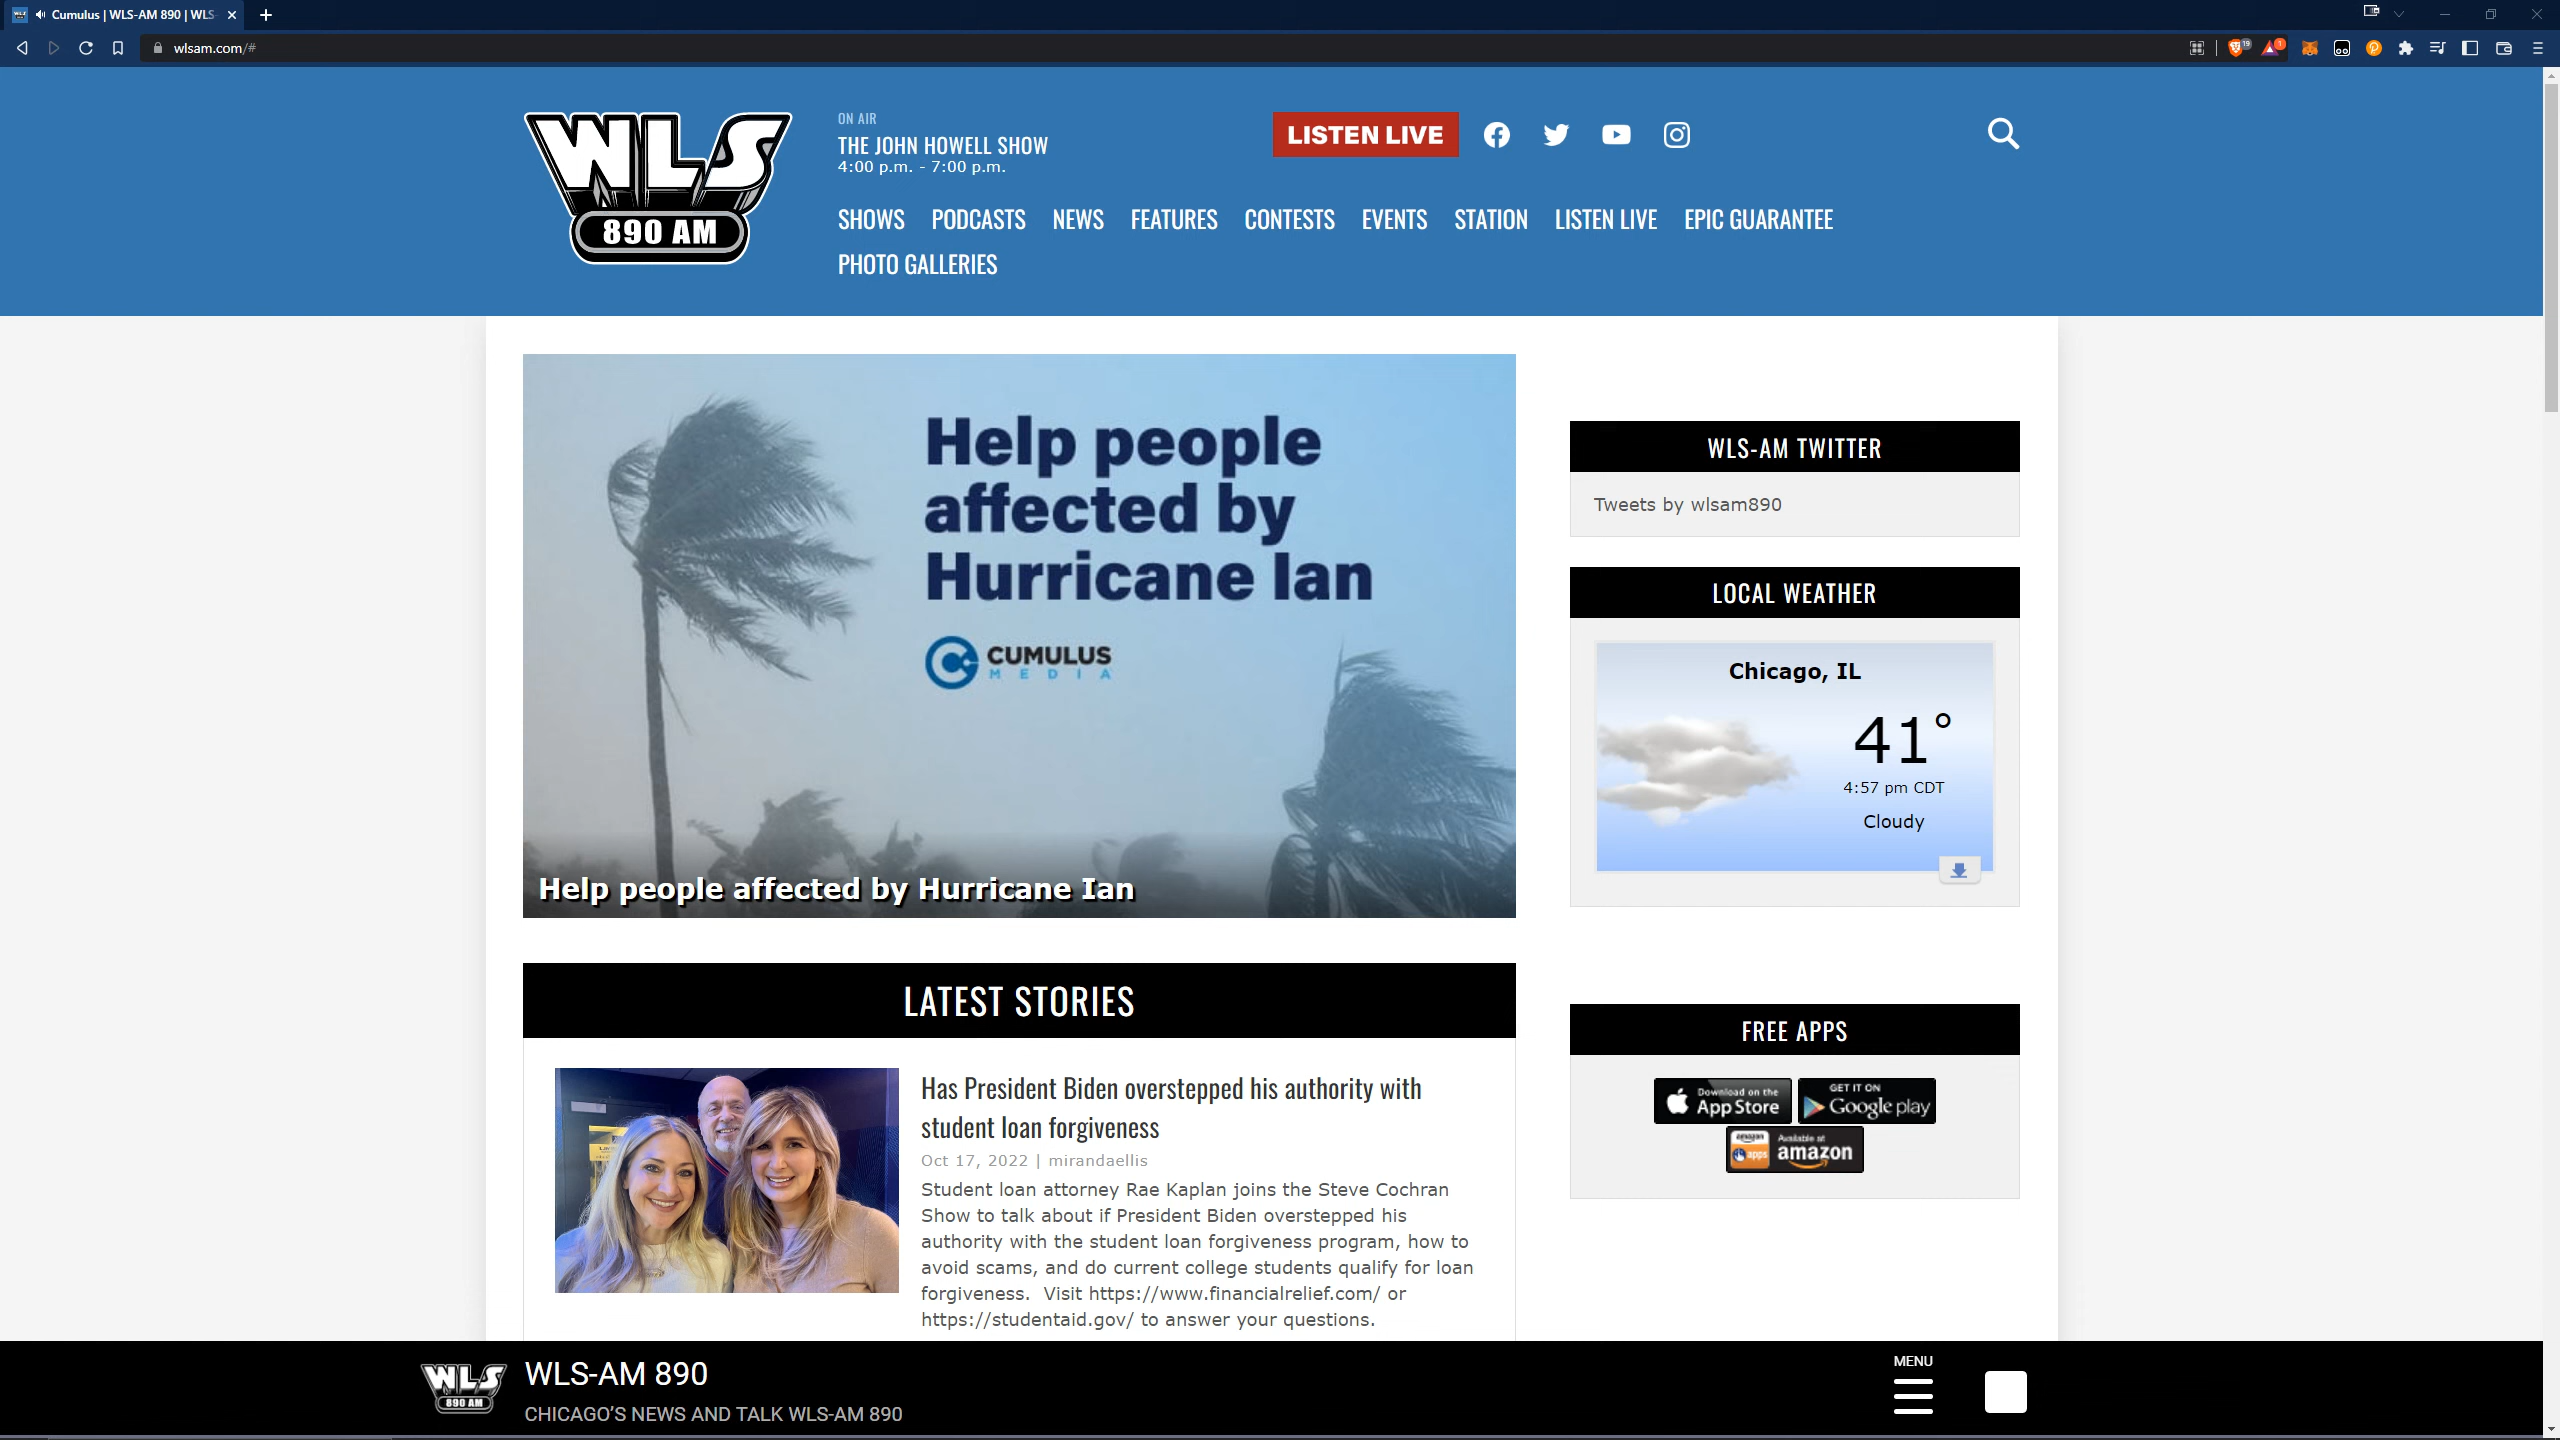 Cumulus | WLS-AM 890 | WLS
wlsam.com/#
19
1
WLS
890 AM
ON AIR
THE JOHN HOWELL SHOW
4:00 p.m. - 7:00 p.m.
LISTEN LIVE
SHOWS PODCASTS NEWS FEATURES CONTESTS EVENTS STATION LISTEN LIVE EPIC GUARANTEE
PHOTO GALLERIES
Help people
affected by
Hurricane Ian
CUMULUS
MEDIA
Help people affected by Hurricane Ian
WLS-AM TWITTER
Tweets by wlsam890
LOCAL WEATHER
Chicago, IL
41°
4:57 pm CDT
Cloudy
LATEST STORIES
Has President Biden overstepped his authority with
student loan forgiveness
Oct 17, 2022 | mirandaellis
Student loan attorney Rae Kaplan joins the Steve Cochran
Show to talk about if President Biden overstepped his
authority with the student loan forgiveness program, how to
avoid scams, and do current college students qualify for loan
forgiveness.  Visit https://www.financialrelief.com/ or
https://studentaid.gov/ to answer your questions.
FREE APPS
Download on the
App Store
GET IT ON
Google play
amazon
apps
Available at
amazon
WLS
890 AM
WLS-AM 890
CHICAGO’S NEWS AND TALK WLS-AM 890
MENU